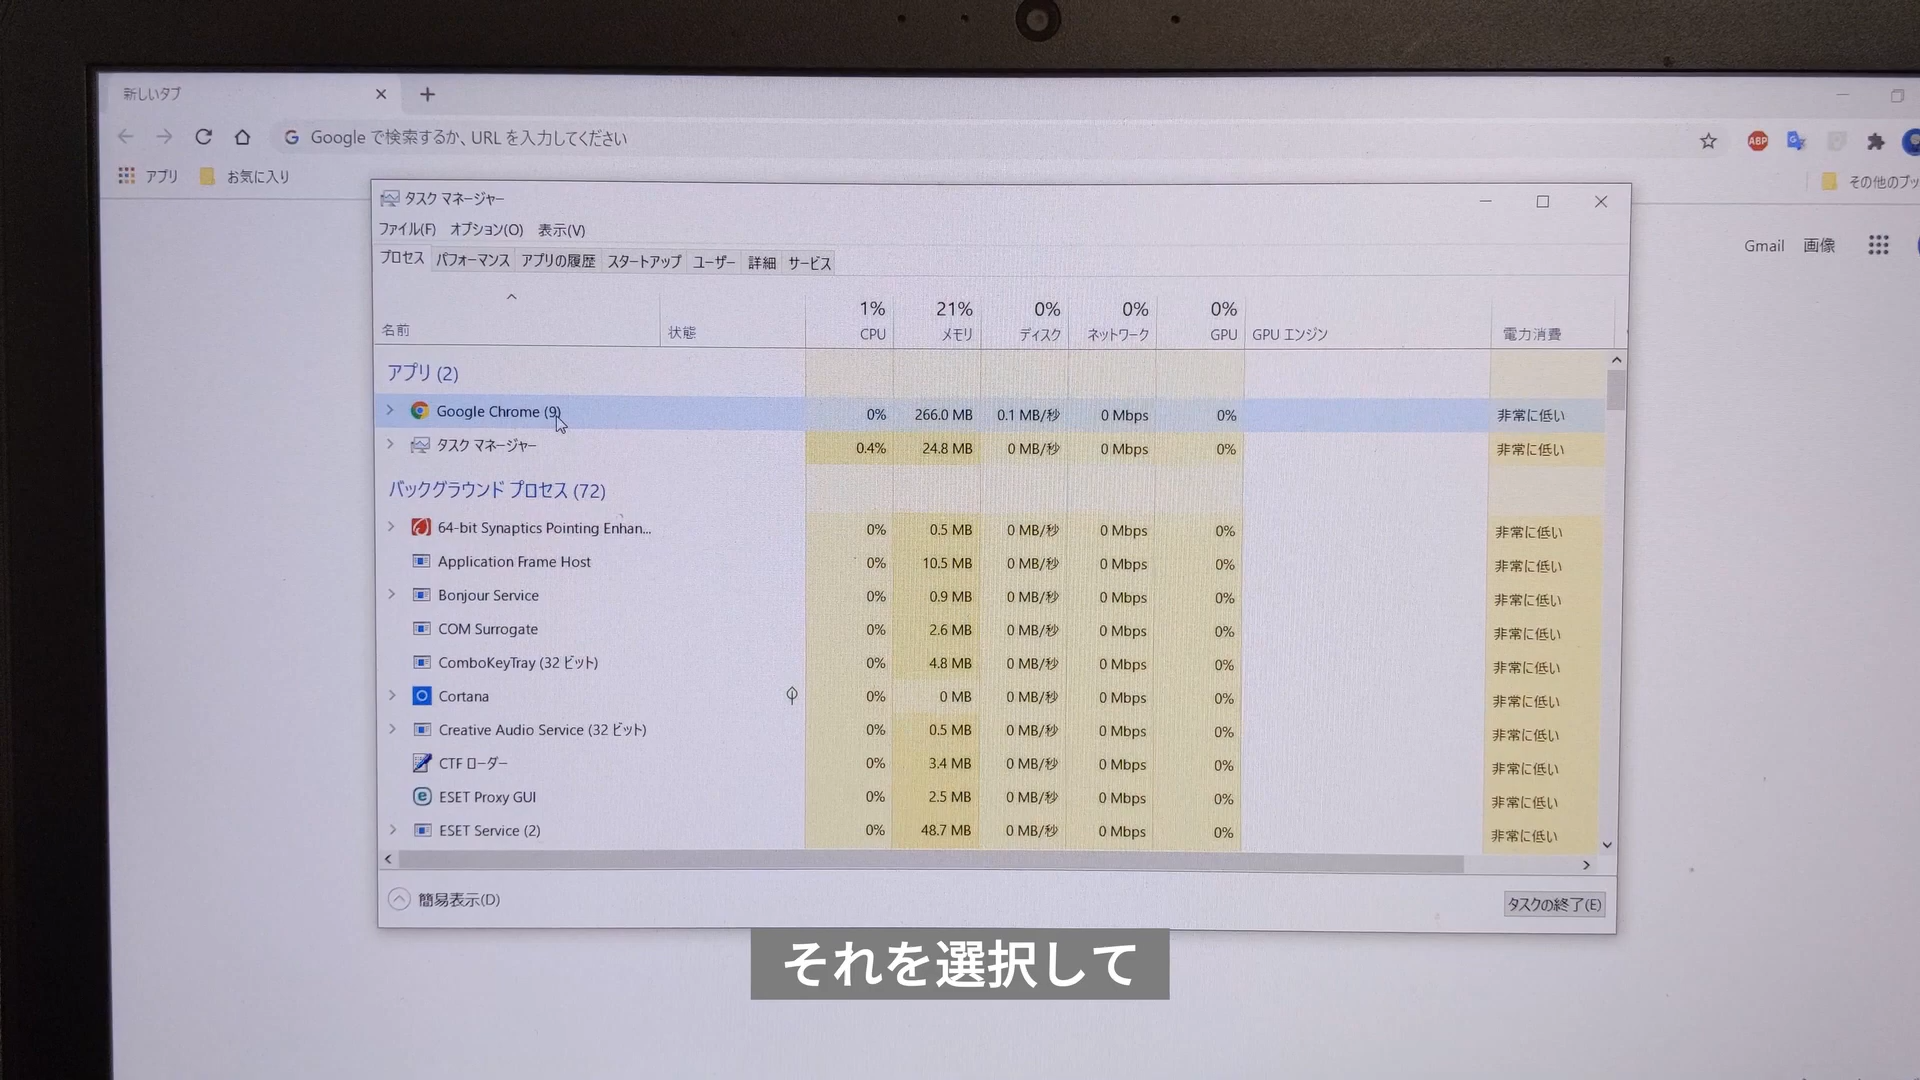 新しいタブ
Google で検索するか、URL を入力してください
ABP
アプリ お気に入り
その他のブッ
Gmail 画像
タスク マネージャー
ファイル(F) オプション(O) 表示(V)
プロセス パフォーマンス アプリの履歴 スタートアップ ユーザー 詳細 サービス
1% 21% 0% 0% 0%
名前 状態 CPU メモリ ディスク ネットワーク GPU GPU エンジン 電力消費
アプリ (2)
Google Chrome (9) 0% 266.0 MB 0.1 MB/秒 0 Mbps 0% 非常に低い
タスク マネージャー 0.4% 24.8 MB 0 MB/秒 0 Mbps 0% 非常に低い
バックグラウンド プロセス (72)
64-bit Synaptics Pointing Enhan... 0% 0.5 MB 0 MB/秒 0 Mbps 0% 非常に低い
Application Frame Host 0% 10.5 MB 0 MB/秒 0 Mbps 0% 非常に低い
Bonjour Service 0% 0.9 MB 0 MB/秒 0 Mbps 0% 非常に低い
COM Surrogate 0% 2.6 MB 0 MB/秒 0 Mbps 0% 非常に低い
ComboKeyTray (32 ビット) 0% 4.8 MB 0 MB/秒 0 Mbps 0% 非常に低い
Cortana 0% 0 MB 0 MB/秒 0 Mbps 0% 非常に低い
Creative Audio Service (32 ビット) 0% 0.5 MB 0 MB/秒 0 Mbps 0% 非常に低い
CTF ローダー 0% 3.4 MB 0 MB/秒 0 Mbps 0% 非常に低い
ESET Proxy GUI 0% 2.5 MB 0 MB/秒 0 Mbps 0% 非常に低い
ESET Service (2) 0% 48.7 MB 0 MB/秒 0 Mbps 0% 非常に低い
簡易表示(D) タスクの終了(E)
それを選択して